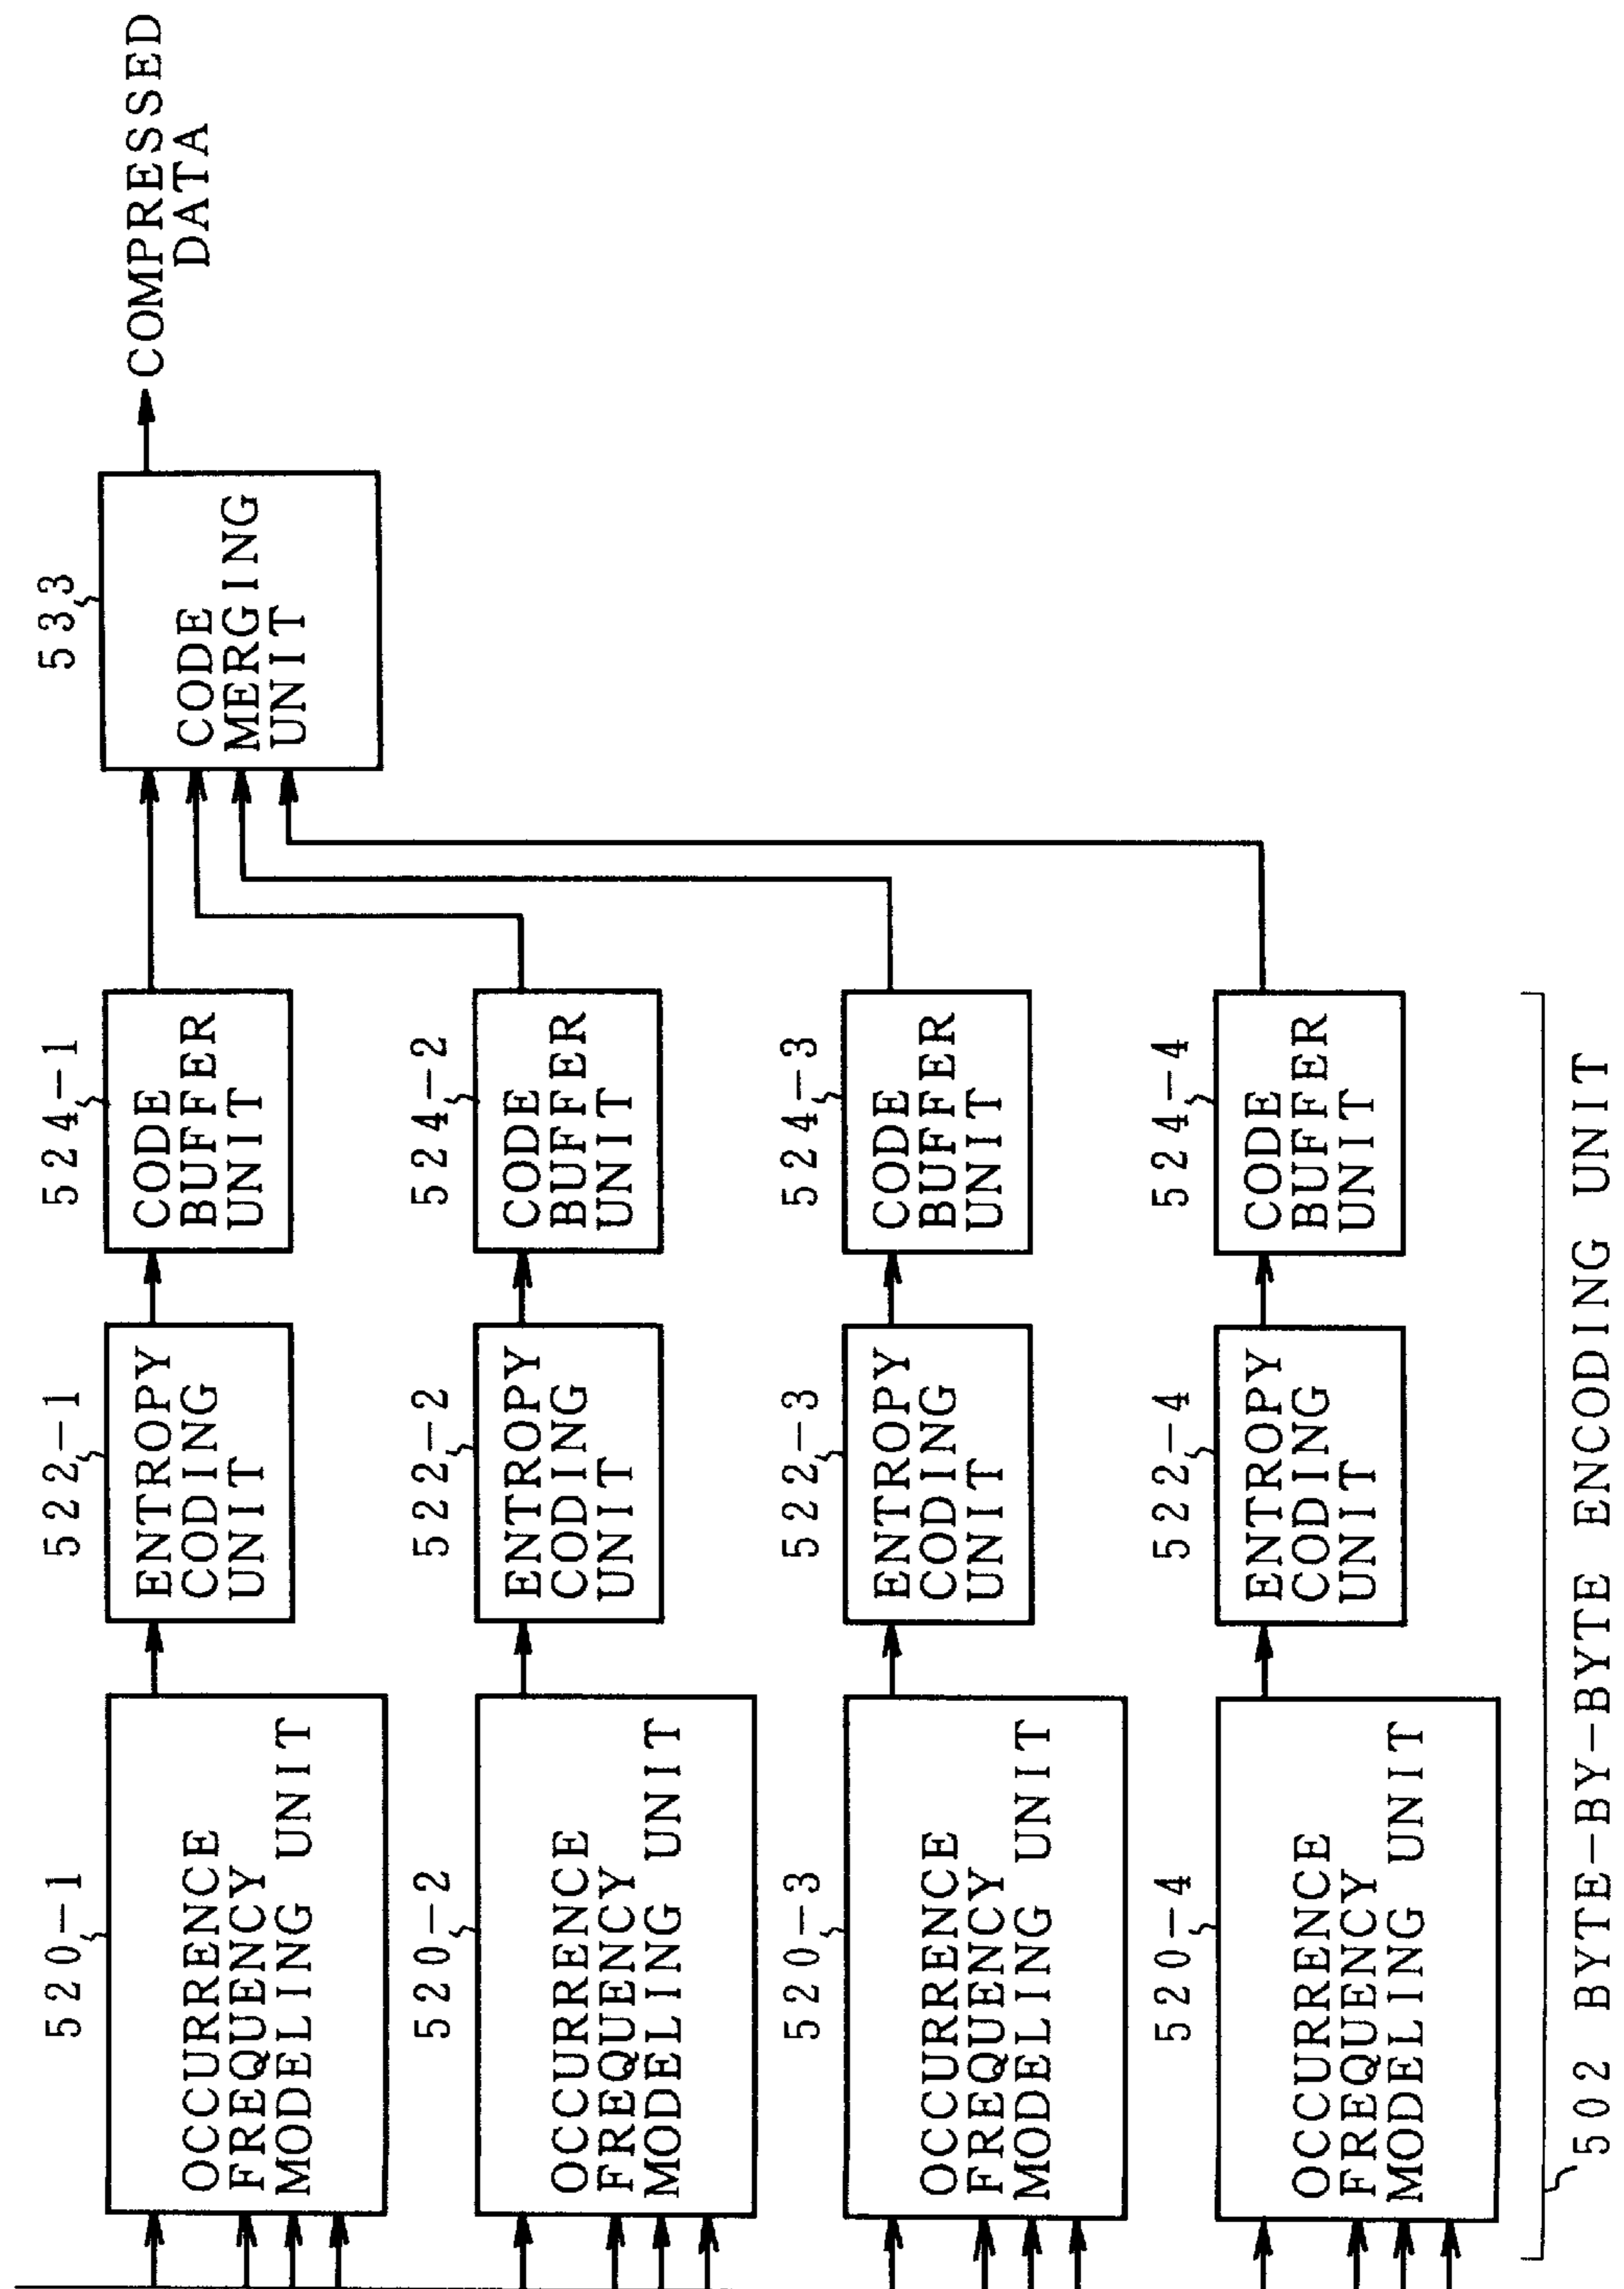 520-1
OCCURRENCE
FREQUENCY
MODELING UNIT
522-1
ENTROPY
CODING
UNIT
524-1
CODE
BUFFER
UNIT
533
CODE
MERGING
UNIT
COMPRESSED
DATA
520-2
OCCURRENCE
FREQUENCY
MODELING UNIT
522-2
ENTROPY
CODING
UNIT
524-2
CODE
BUFFER
UNIT
520-3
OCCURRENCE
FREQUENCY
MODELING UNIT
522-3
ENTROPY
CODING
UNIT
524-3
CODE
BUFFER
UNIT
520-4
OCCURRENCE
FREQUENCY
MODELING UNIT
522-4
ENTROPY
CODING
UNIT
524-4
CODE
BUFFER
UNIT
502 BYTE-BY-BYTE ENCODING UNIT